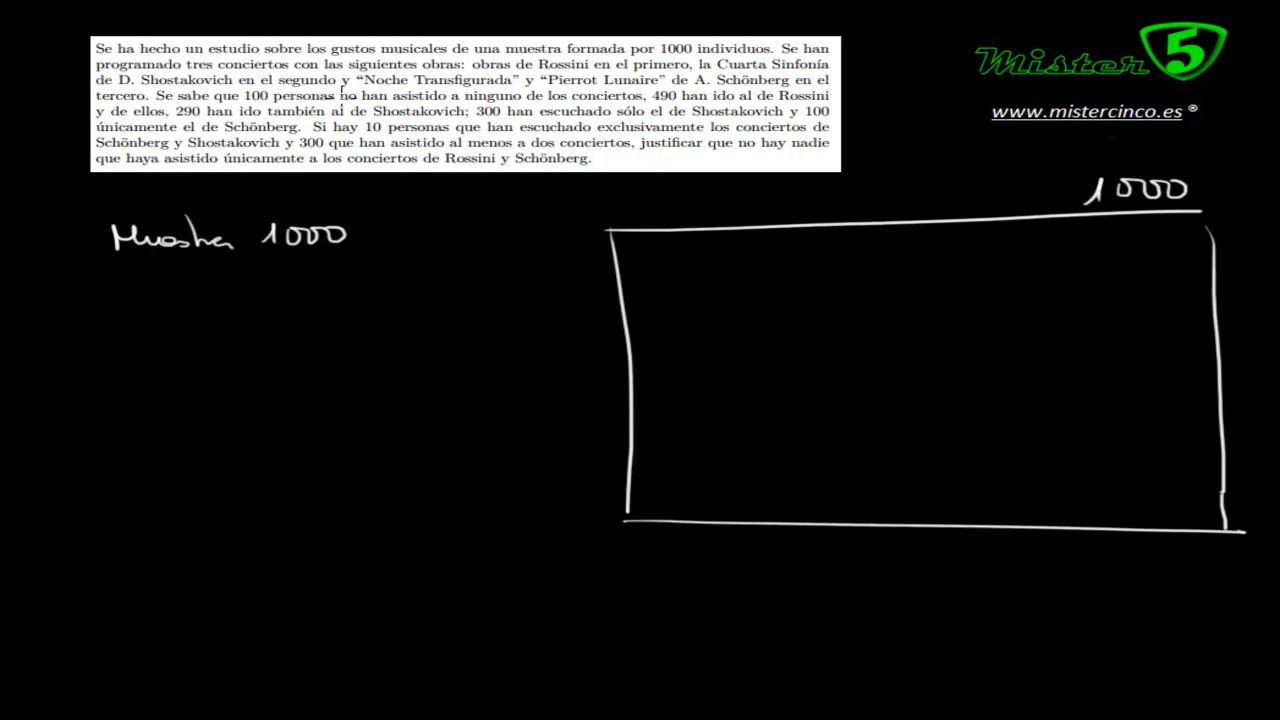 Se ha hecho un estudio sobre los gustos musicales de una muestra formada por 1000 individuos. Se han
programado tres conciertos con las siguientes obras: obras de Rossini en el primero, la Cuarta Sinfonía
de D. Shostakovich en el segundo y “Noche Transfigurada” y “Pierrot Lunaire” de A. Schönberg en el
tercero. Se sabe que 100 personas no han asistido a ninguno de los conciertos, 490 han ido al de Rossini
y de ellos, 290 han ido también al de Shostakovich; 300 han escuchado sólo el de Shostakovich y 100
únicamente el de Schönberg. Si hay 10 personas que han escuchado exclusivamente los conciertos de
Schönberg y Shostakovich y 300 que han asistido al menos a dos conciertos, justificar que no hay nadie
que haya asistido únicamente a los conciertos de Rossini y Schönberg.
Mister 5
www.mistercinco.es ®
1000
Muestra 1000